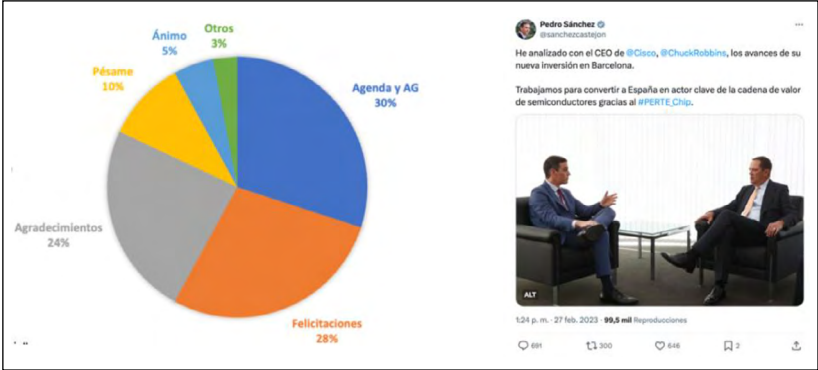 Otros
3%
Ánimo
5%
Pésame
10%
Agenda y AG
30%
Agradecimientos
24%
Felicitaciones
28%
Pedro Sánchez
@sanchezcastejon
He analizado con el CEO de @Cisco, @ChuckRobbins, los avances de su
nueva inversión en Barcelona.
Trabajamos para convertir a España en actor clave de la cadena de valor
de semiconductores gracias al #PERTE_Chip.
ALT
1:24 p. m. · 27 feb. 2023 · 99,5 mil Reproducciones
691 300 646 2